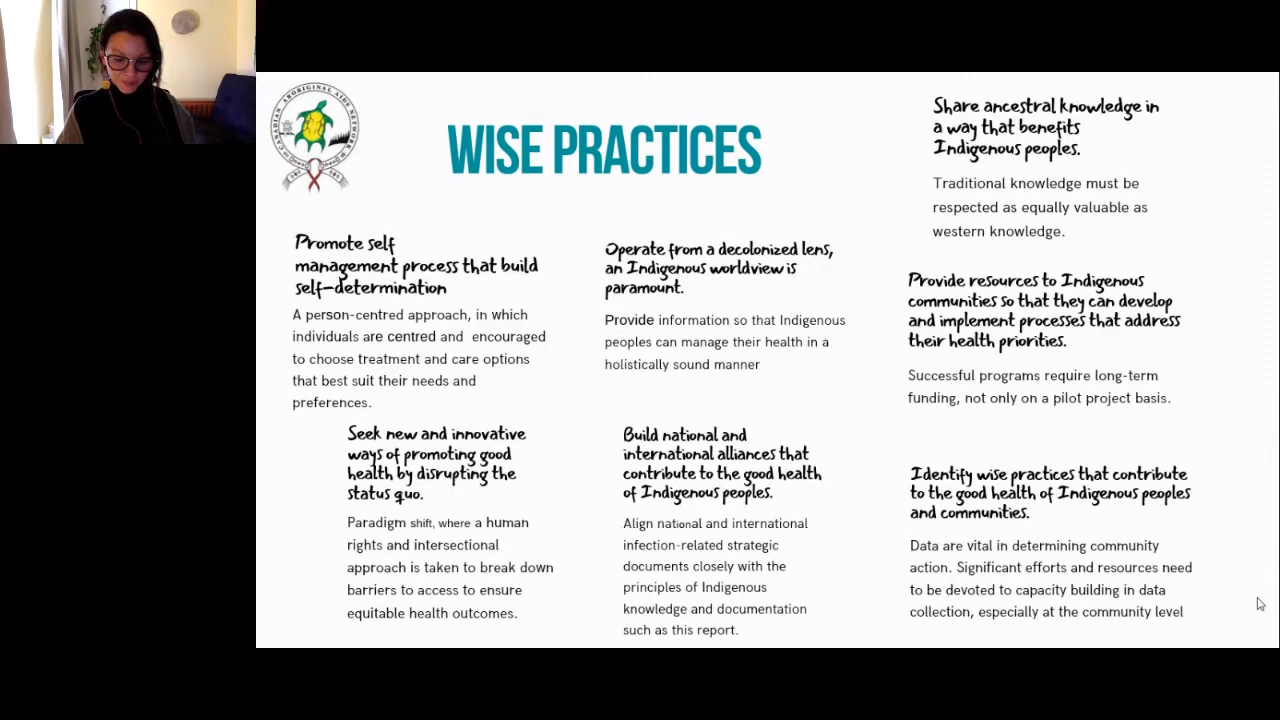 CANADIAN ABORIGINAL AIDS NETWORK
WISE PRACTICES
Share ancestral knowledge in
a way that benefits
Indigenous peoples.
Traditional knowledge must be
respected as equally valuable as
western knowledge.
Promote self
management process that build
self-determination
A person-centred approach, in which
individuals are centred and encouraged
to choose treatment and care options
that best suit their needs and
preferences.
Operate from a decolonized lens,
an Indigenous worldview is
paramount.
Provide information so that Indigenous
peoples can manage their health in a
holistically sound manner
Provide resources to Indigenous
communities so that they can develop
and implement processes that address
their health priorities.
Successful programs require long-term
funding, not only on a pilot project basis.
Seek new and innovative
ways of promoting good
health by disrupting the
status quo.
Paradigm shift, where a human
rights and intersectional
approach is taken to break down
barriers to access to ensure
equitable health outcomes.
Build national and
international alliances that
contribute to the good health
of Indigenous peoples.
Align national and international
infection-related strategic
documents closely with the
principles of Indigenous
knowledge and documentation
such as this report.
Identify wise practices that contribute
to the good health of Indigenous peoples
and communities.
Data are vital in determining community
action. Significant efforts and resources need
to be devoted to capacity building in data
collection, especially at the community level